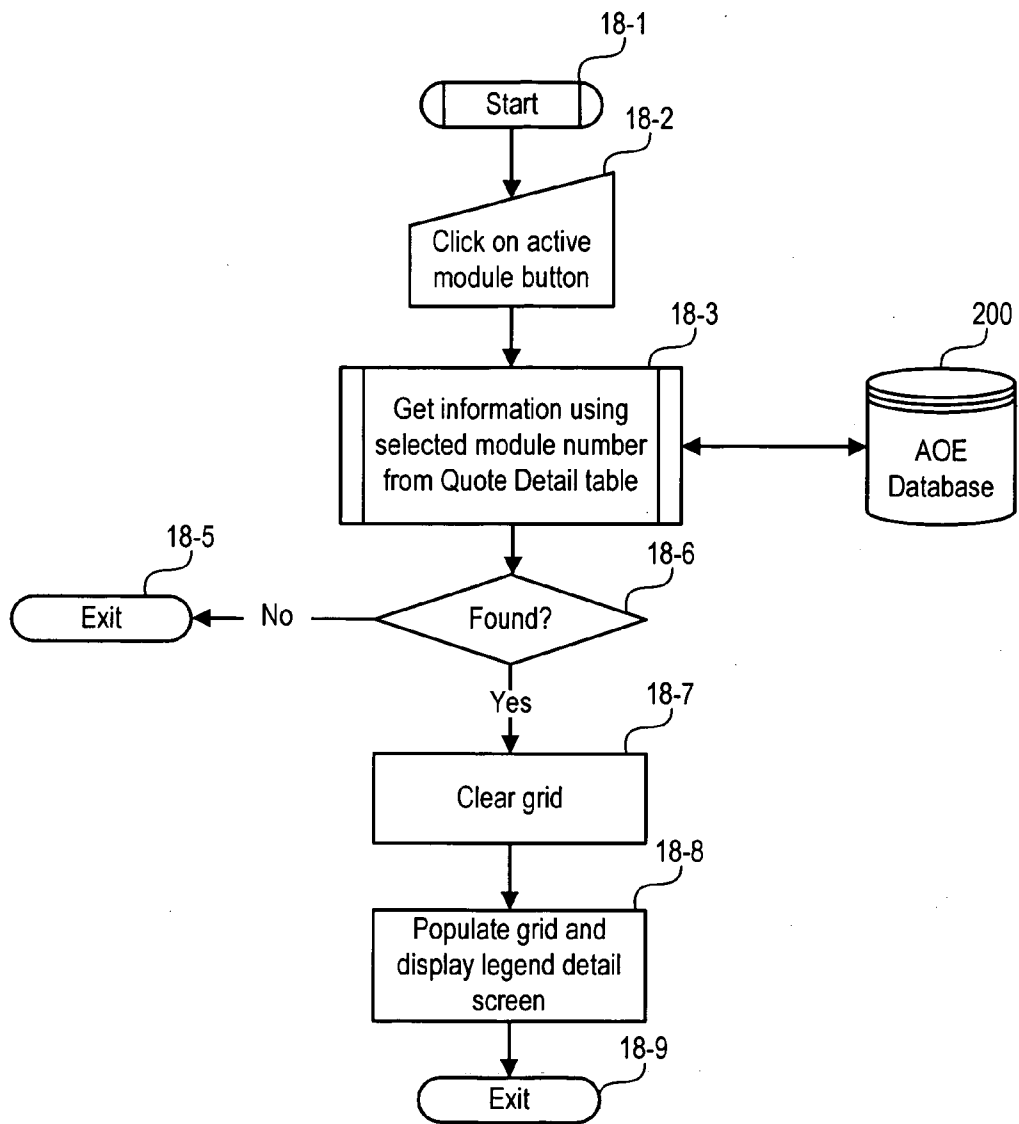 18-1
Start
18-2
Click on active
module button
18-3
200
Get information using
selected module number
from Quote Detail table
AOE
Database
18-5
18-6
Exit
No
Found?
Yes
18-7
Clear grid
18-8
Populate grid and
display legend detail
screen
18-9
Exit